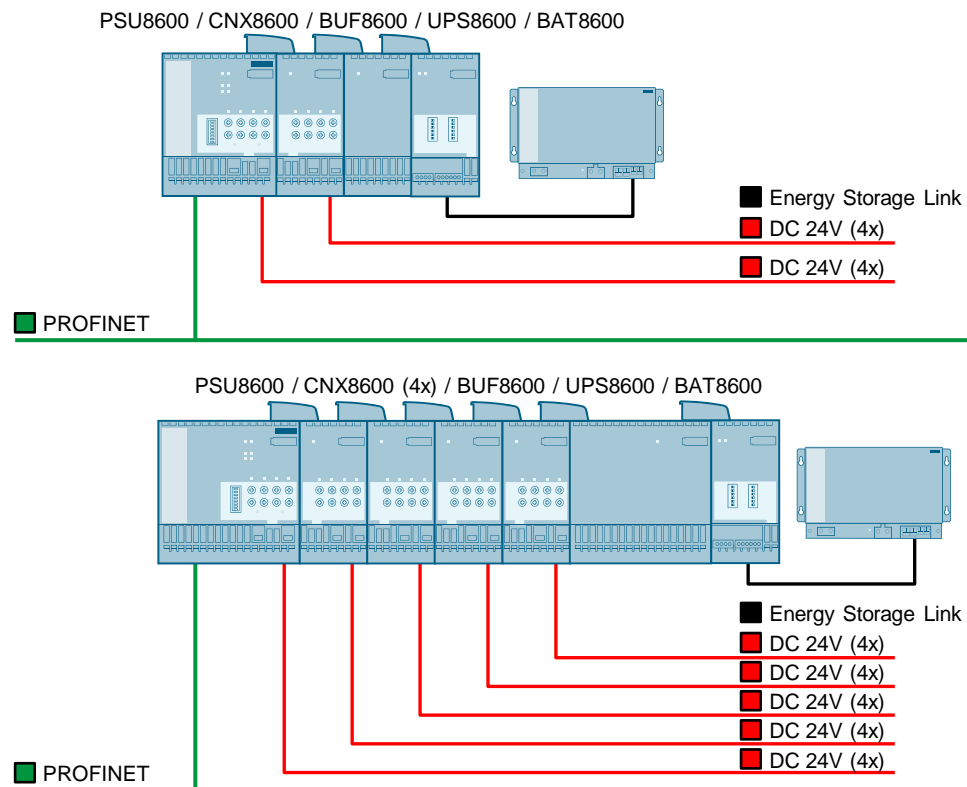 PSU8600 / CNX8600 / BUF8600 / UPS8600 / BAT8600
Energy Storage Link
DC 24V (4x)
DC 24V (4x)
PROFINET
PSU8600 / CNX8600 (4x) / BUF8600 / UPS8600 / BAT8600
Energy Storage Link
DC 24V (4x)
DC 24V (4x)
DC 24V (4x)
DC 24V (4x)
DC 24V (4x)
PROFINET